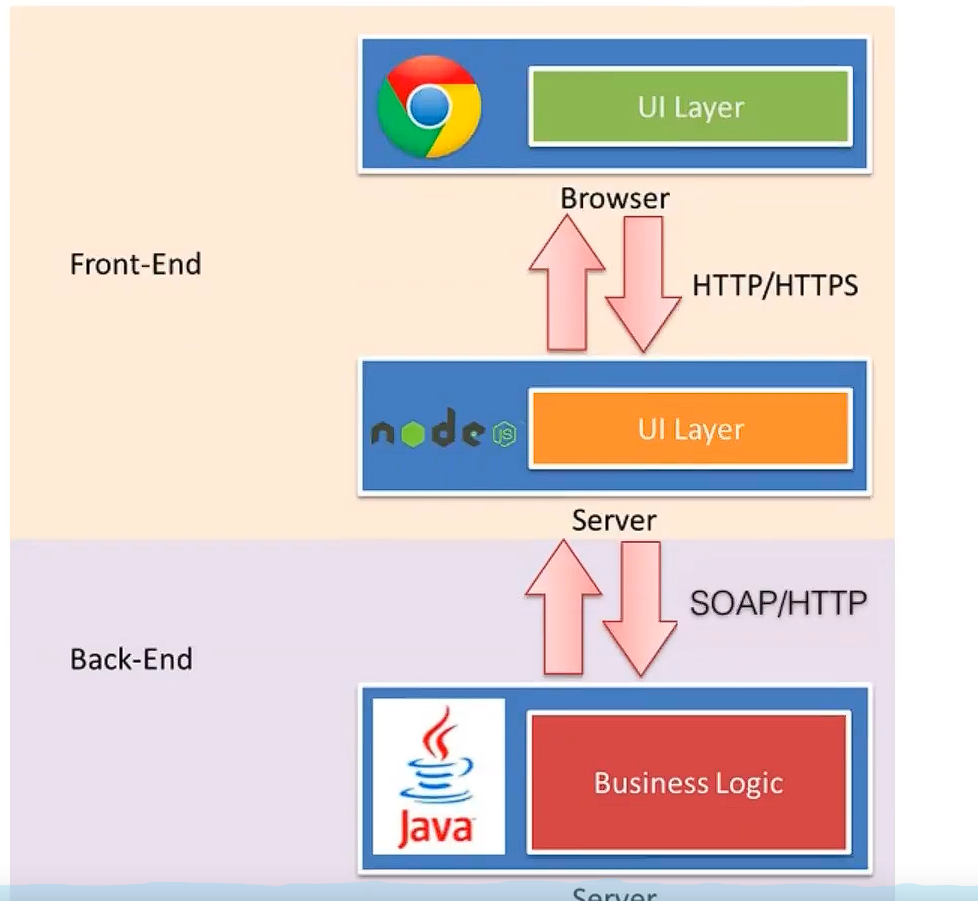 UI Layer
Browser
Front-End
HTTP/HTTPS
node JS
UI Layer
Server
SOAP/HTTP
Back-End
Java
Business Logic
Server